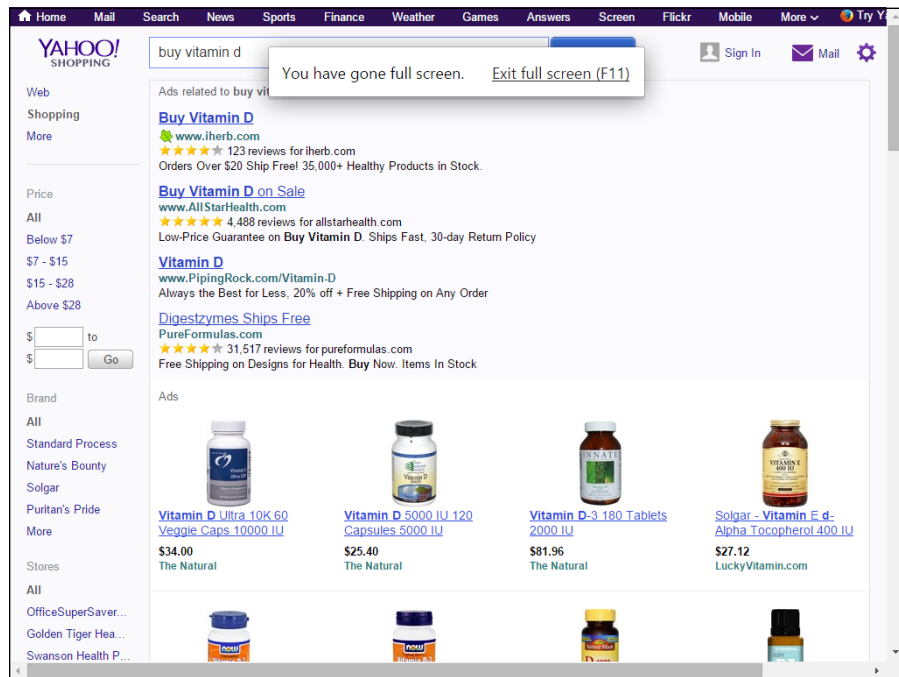 Home Mail Search News Sports Finance Weather Games Answers Screen Flickr Mobile More Try
YAHOO!
SHOPPING
buy vitamin d
You have gone full screen. Exit full screen (F11)
Sign In
Mail
Web
Shopping
More
Price
All
Below $7
$7 - $15
$15 - $28
Above $28
$ to
$ Go
Brand
All
Standard Process
Nature's Bounty
Solgar
Puritan's Pride
More
Stores
All
OfficeSuperSaver...
Golden Tiger Hea...
Swanson Health P...
Ads related to buy
Buy Vitamin D
www.iherb.com
123 reviews for iherb.com
Orders Over $20 Ship Free! 35,000+ Healthy Products in Stock.
Buy Vitamin D on Sale
www.AllStarHealth.com
4,488 reviews for allstarhealth.com
Low-Price Guarantee on Buy Vitamin D. Ships Fast, 30-day Return Policy
Vitamin D
www.PipingRock.com/Vitamin-D
Always the Best for Less, 20% off + Free Shipping on Any Order
Digestzymes Ships Free
PureFormulas.com
31,517 reviews for pureformulas.com
Free Shipping on Designs for Health. Buy Now. Items In Stock
Ads
Vitamin D Ultra 10K 60
Veggie Caps 10000 IU
$34.00
The Natural
Vitamin D 5000 IU 120
Capsules 5000 IU
$25.40
The Natural
INNATE
Vitamin D-3 180 Tablets
2000 IU
$81.96
The Natural
VITAMIN E
400 IU
Solgar - Vitamin E d-
Alpha Tocopherol 400 IU
$27.12
LuckyVitamin.com
NOW
NOW
Nature Made